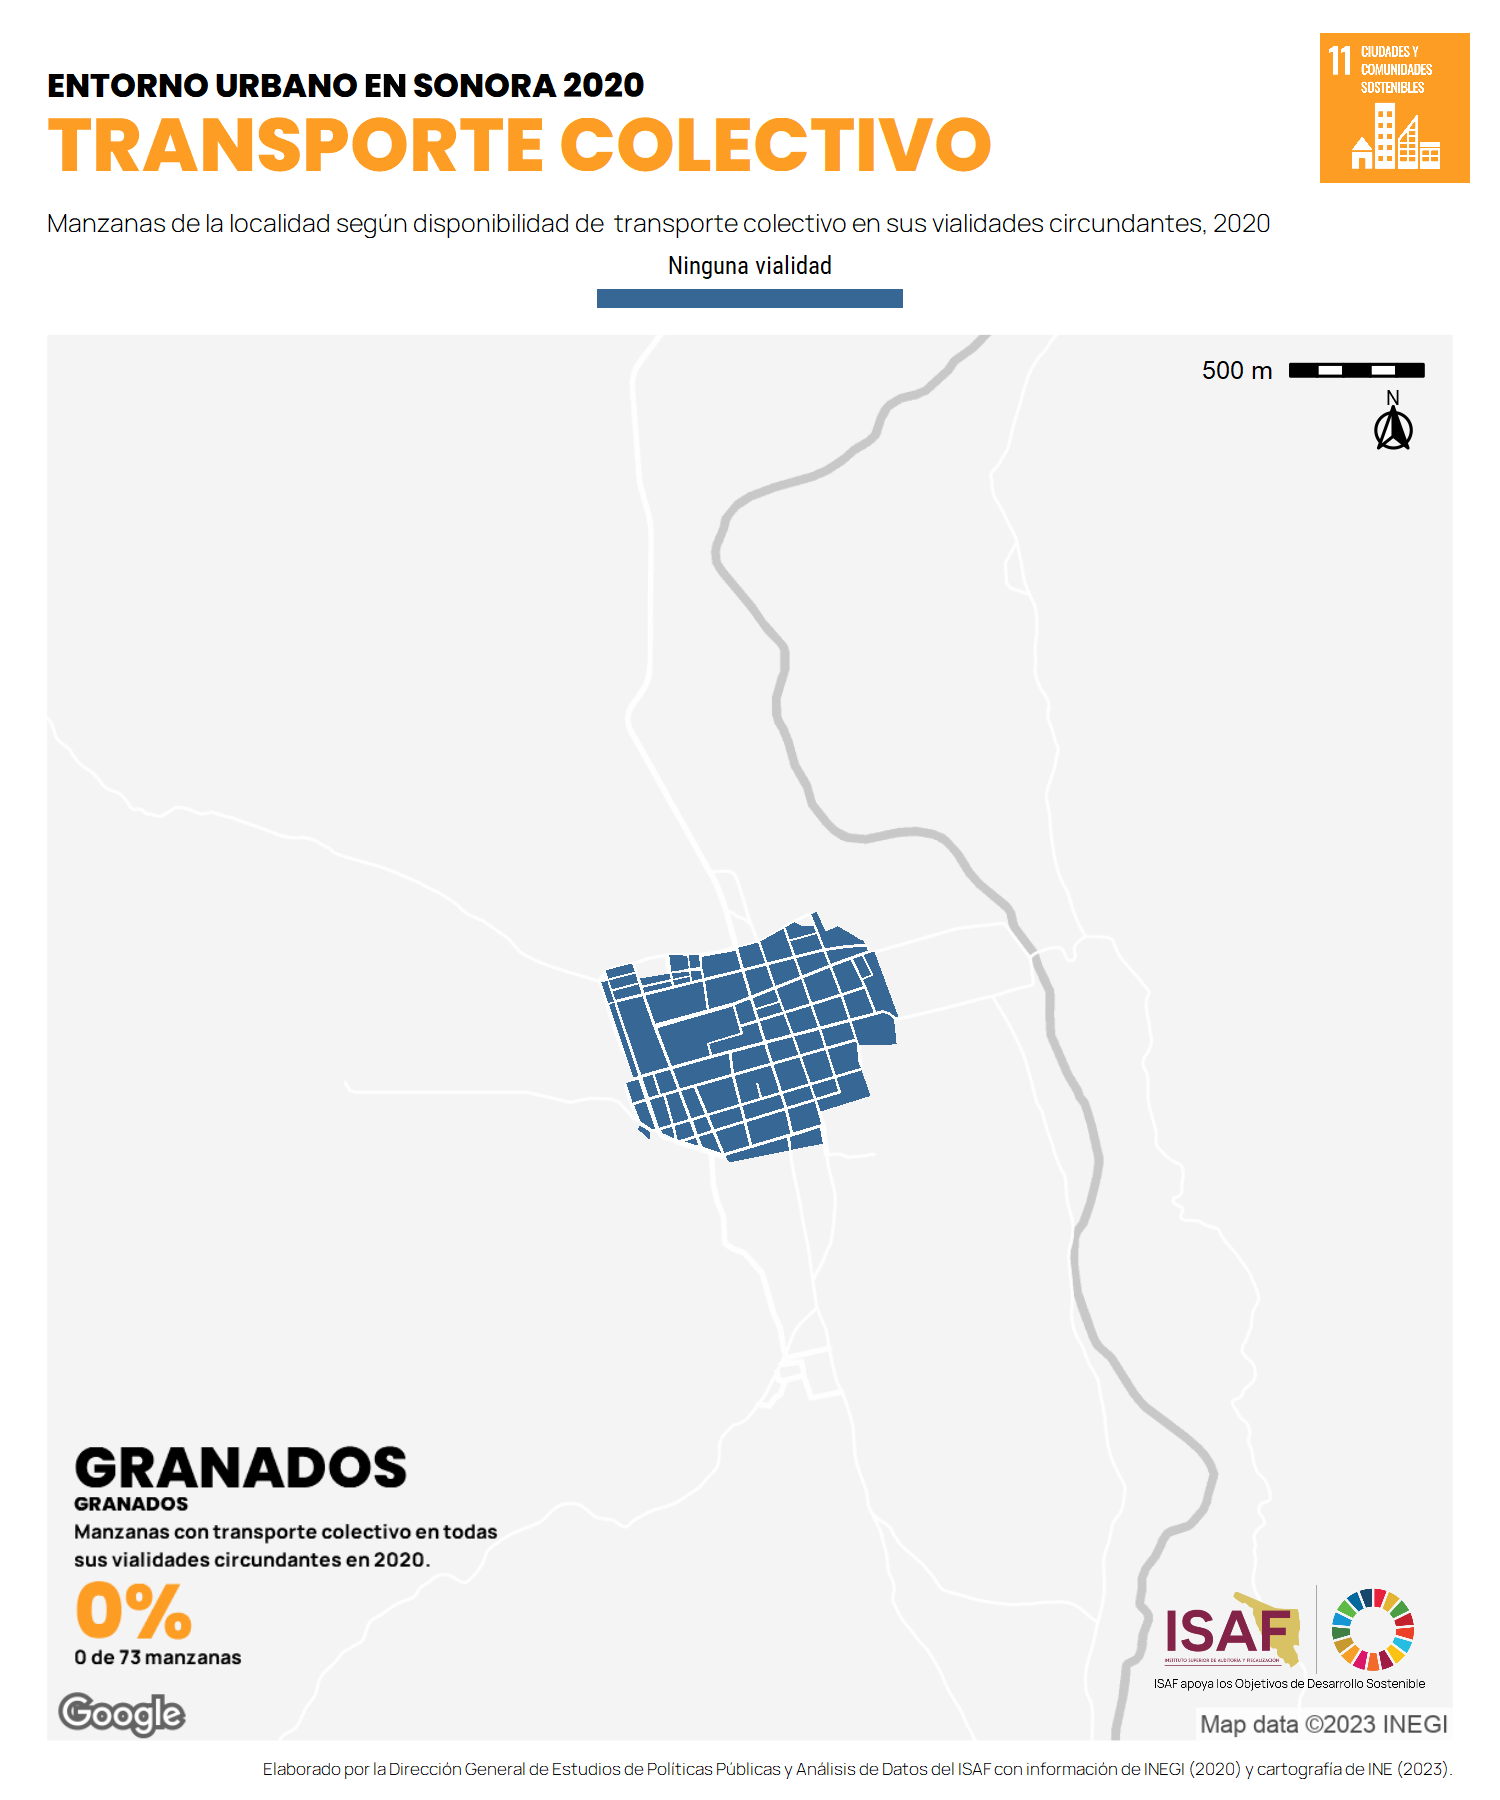 ENTORNO URBANO EN SONORA 2020
TRANSPORTE COLECTIVO
11 CIUDADES Y
COMUNIDADES
SOSTENIBLES
Manzanas de la localidad según disponibilidad de transporte colectivo en sus vialidades circundantes, 2020
Ninguna vialidad
500 m
N
GRANADOS
GRANADOS
Manzanas con transporte colectivo en todas
sus vialidades circundantes en 2020.
0%
0 de 73 manzanas
ISAF
INSTITUTO SUPERIOR DE AUDITORÍA Y FISCALIZACIÓN
ISAF apoya los Objetivos de Desarrollo Sostenible
Google
Map data ©2023 INEGI
Elaborado por la Dirección General de Estudios de Políticas Públicas y Análisis de Datos del ISAF con información de INEGI (2020) y cartografía de INE (2023).